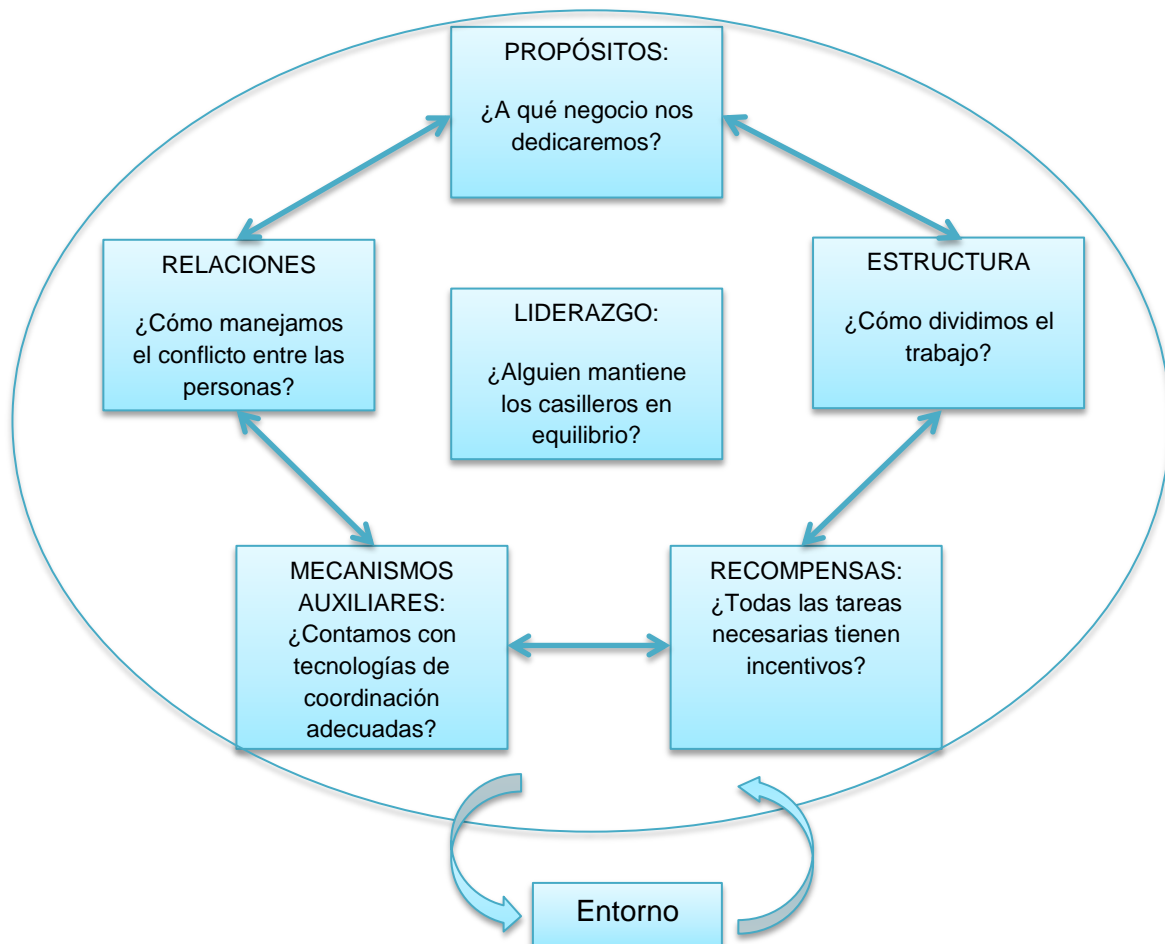 PROPÓSITOS:
¿A qué negocio nos
dedicaremos?
RELACIONES
¿Cómo manejamos
el conflicto entre las
personas?
LIDERAZGO:
¿Alguien mantiene
los casilleros en
equilibrio?
ESTRUCTURA
¿Cómo dividimos el
trabajo?
MECANISMOS
AUXILIARES:
¿Contamos con
tecnologías de
coordinación
adecuadas?
RECOMPENSAS:
¿Todas las tareas
necesarias tienen
incentivos?
Entorno